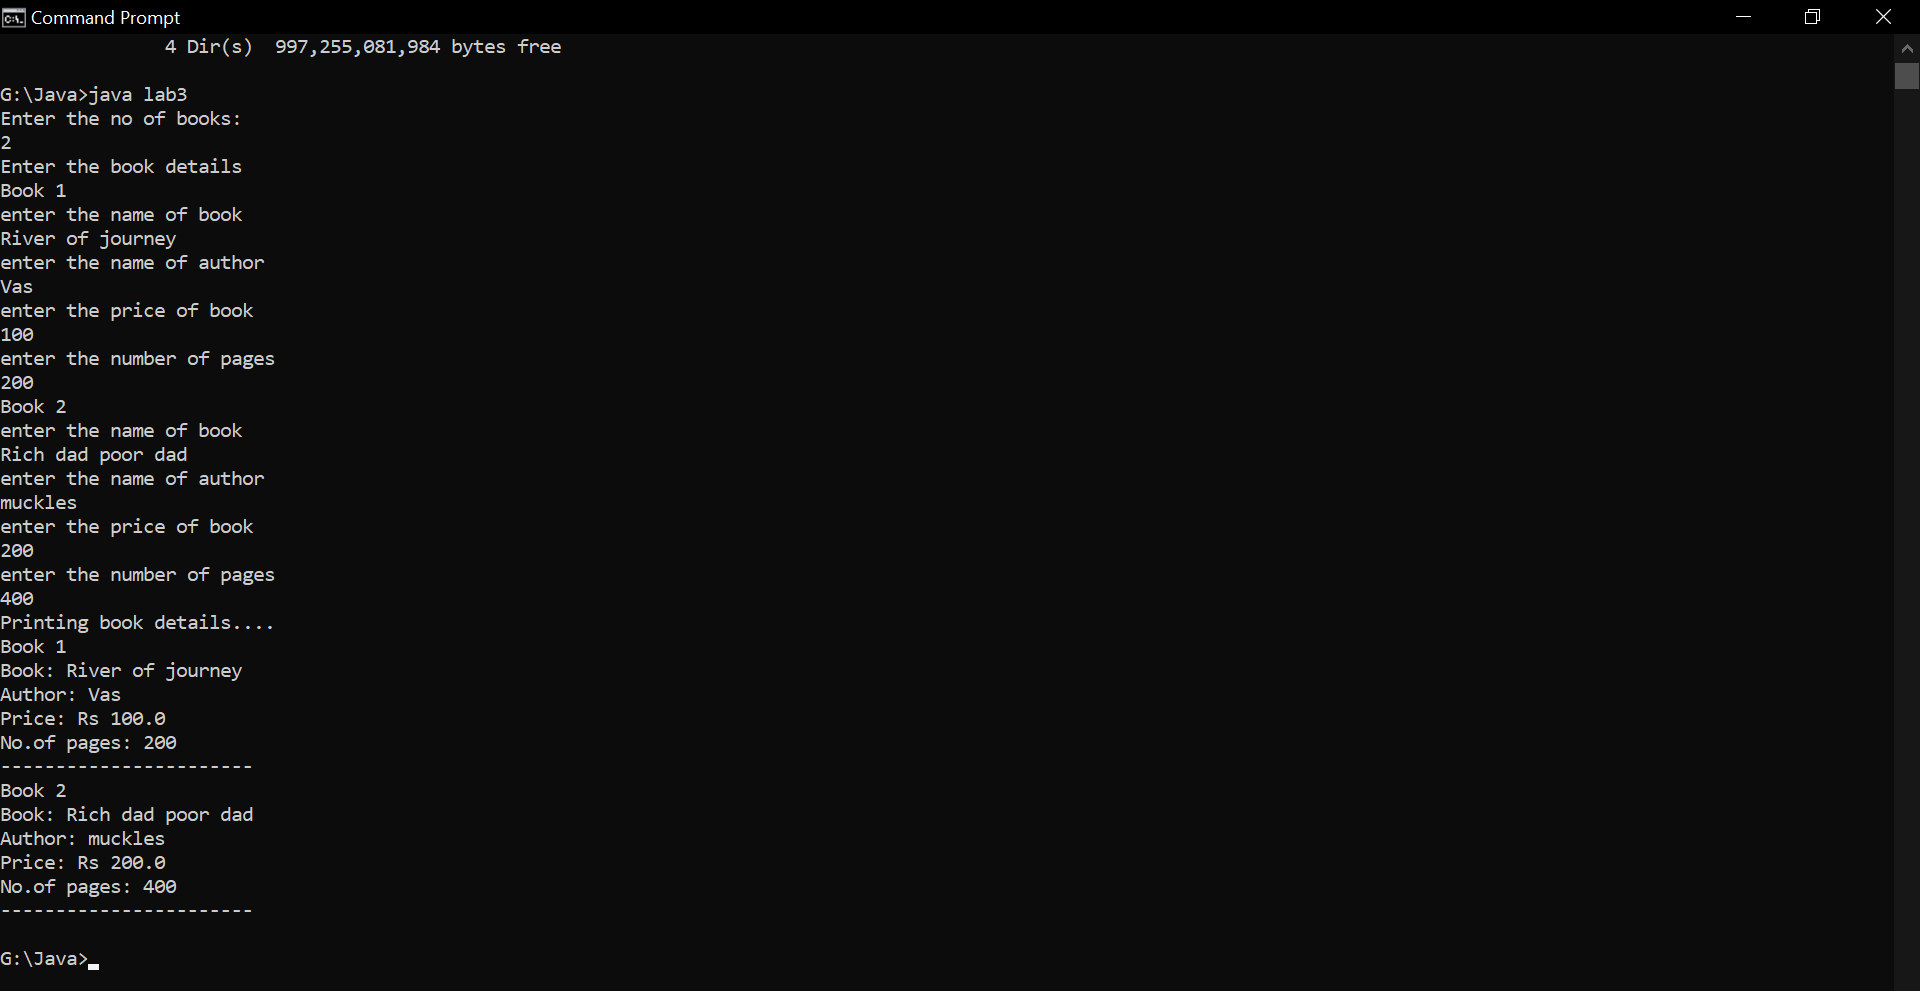 Command Prompt
4 Dir(s)  997,255,081,984 bytes free
G:\Java>java lab3
Enter the no of books:
2
Enter the book details
Book 1
enter the name of book
River of journey
enter the name of author
Vas
enter the price of book
100
enter the number of pages
200
Book 2
enter the name of book
Rich dad poor dad
enter the name of author
muckles
enter the price of book
200
enter the number of pages
400
Printing book details....
Book 1
Book: River of journey
Author: Vas
Price: Rs 100.0
No.of pages: 200
-----------------------
Book 2
Book: Rich dad poor dad
Author: muckles
Price: Rs 200.0
No.of pages: 400
-----------------------
G:\Java>